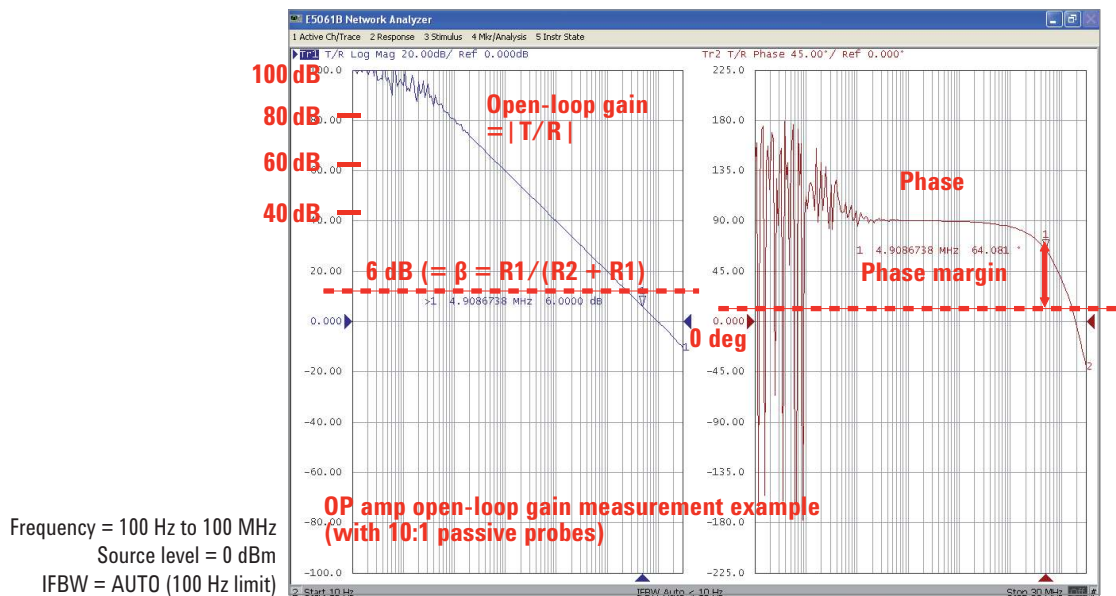 E5061B Network Analyzer
1 Active Ch/Trace 2 Response 3 Stimulus 4 Mkr/Analysis 5 Instr State
Tr1 T/R Log Mag 20.00dB/ Ref 0.000dB
Tr2 T/R Phase 45.00°/ Ref 0.000°
100 dB
80 dB
60 dB
40 dB
20.00
0.000
-20.00
-40.00
-60.00
-80.00
-100.0
Open-loop gain
=|T/R|
6 dB (= β = R1/(R2 + R1)
>1 4.9086738 MHz 6.0000 dB
1
225.0
180.0
135.0
90.00
45.00
0.000
0 deg
-45.00
-90.00
-135.0
-180.0
-225.0
Phase
1
1 4.9086738 MHz 64.081 °
Phase margin
2
OP amp open-loop gain measurement example
(with 10:1 passive probes)
Frequency = 100 Hz to 100 MHz
Source level = 0 dBm
IFBW = AUTO (100 Hz limit)
2 Start 10 Hz IFBW Auto < 10 Hz Stop 30 MHz Off #